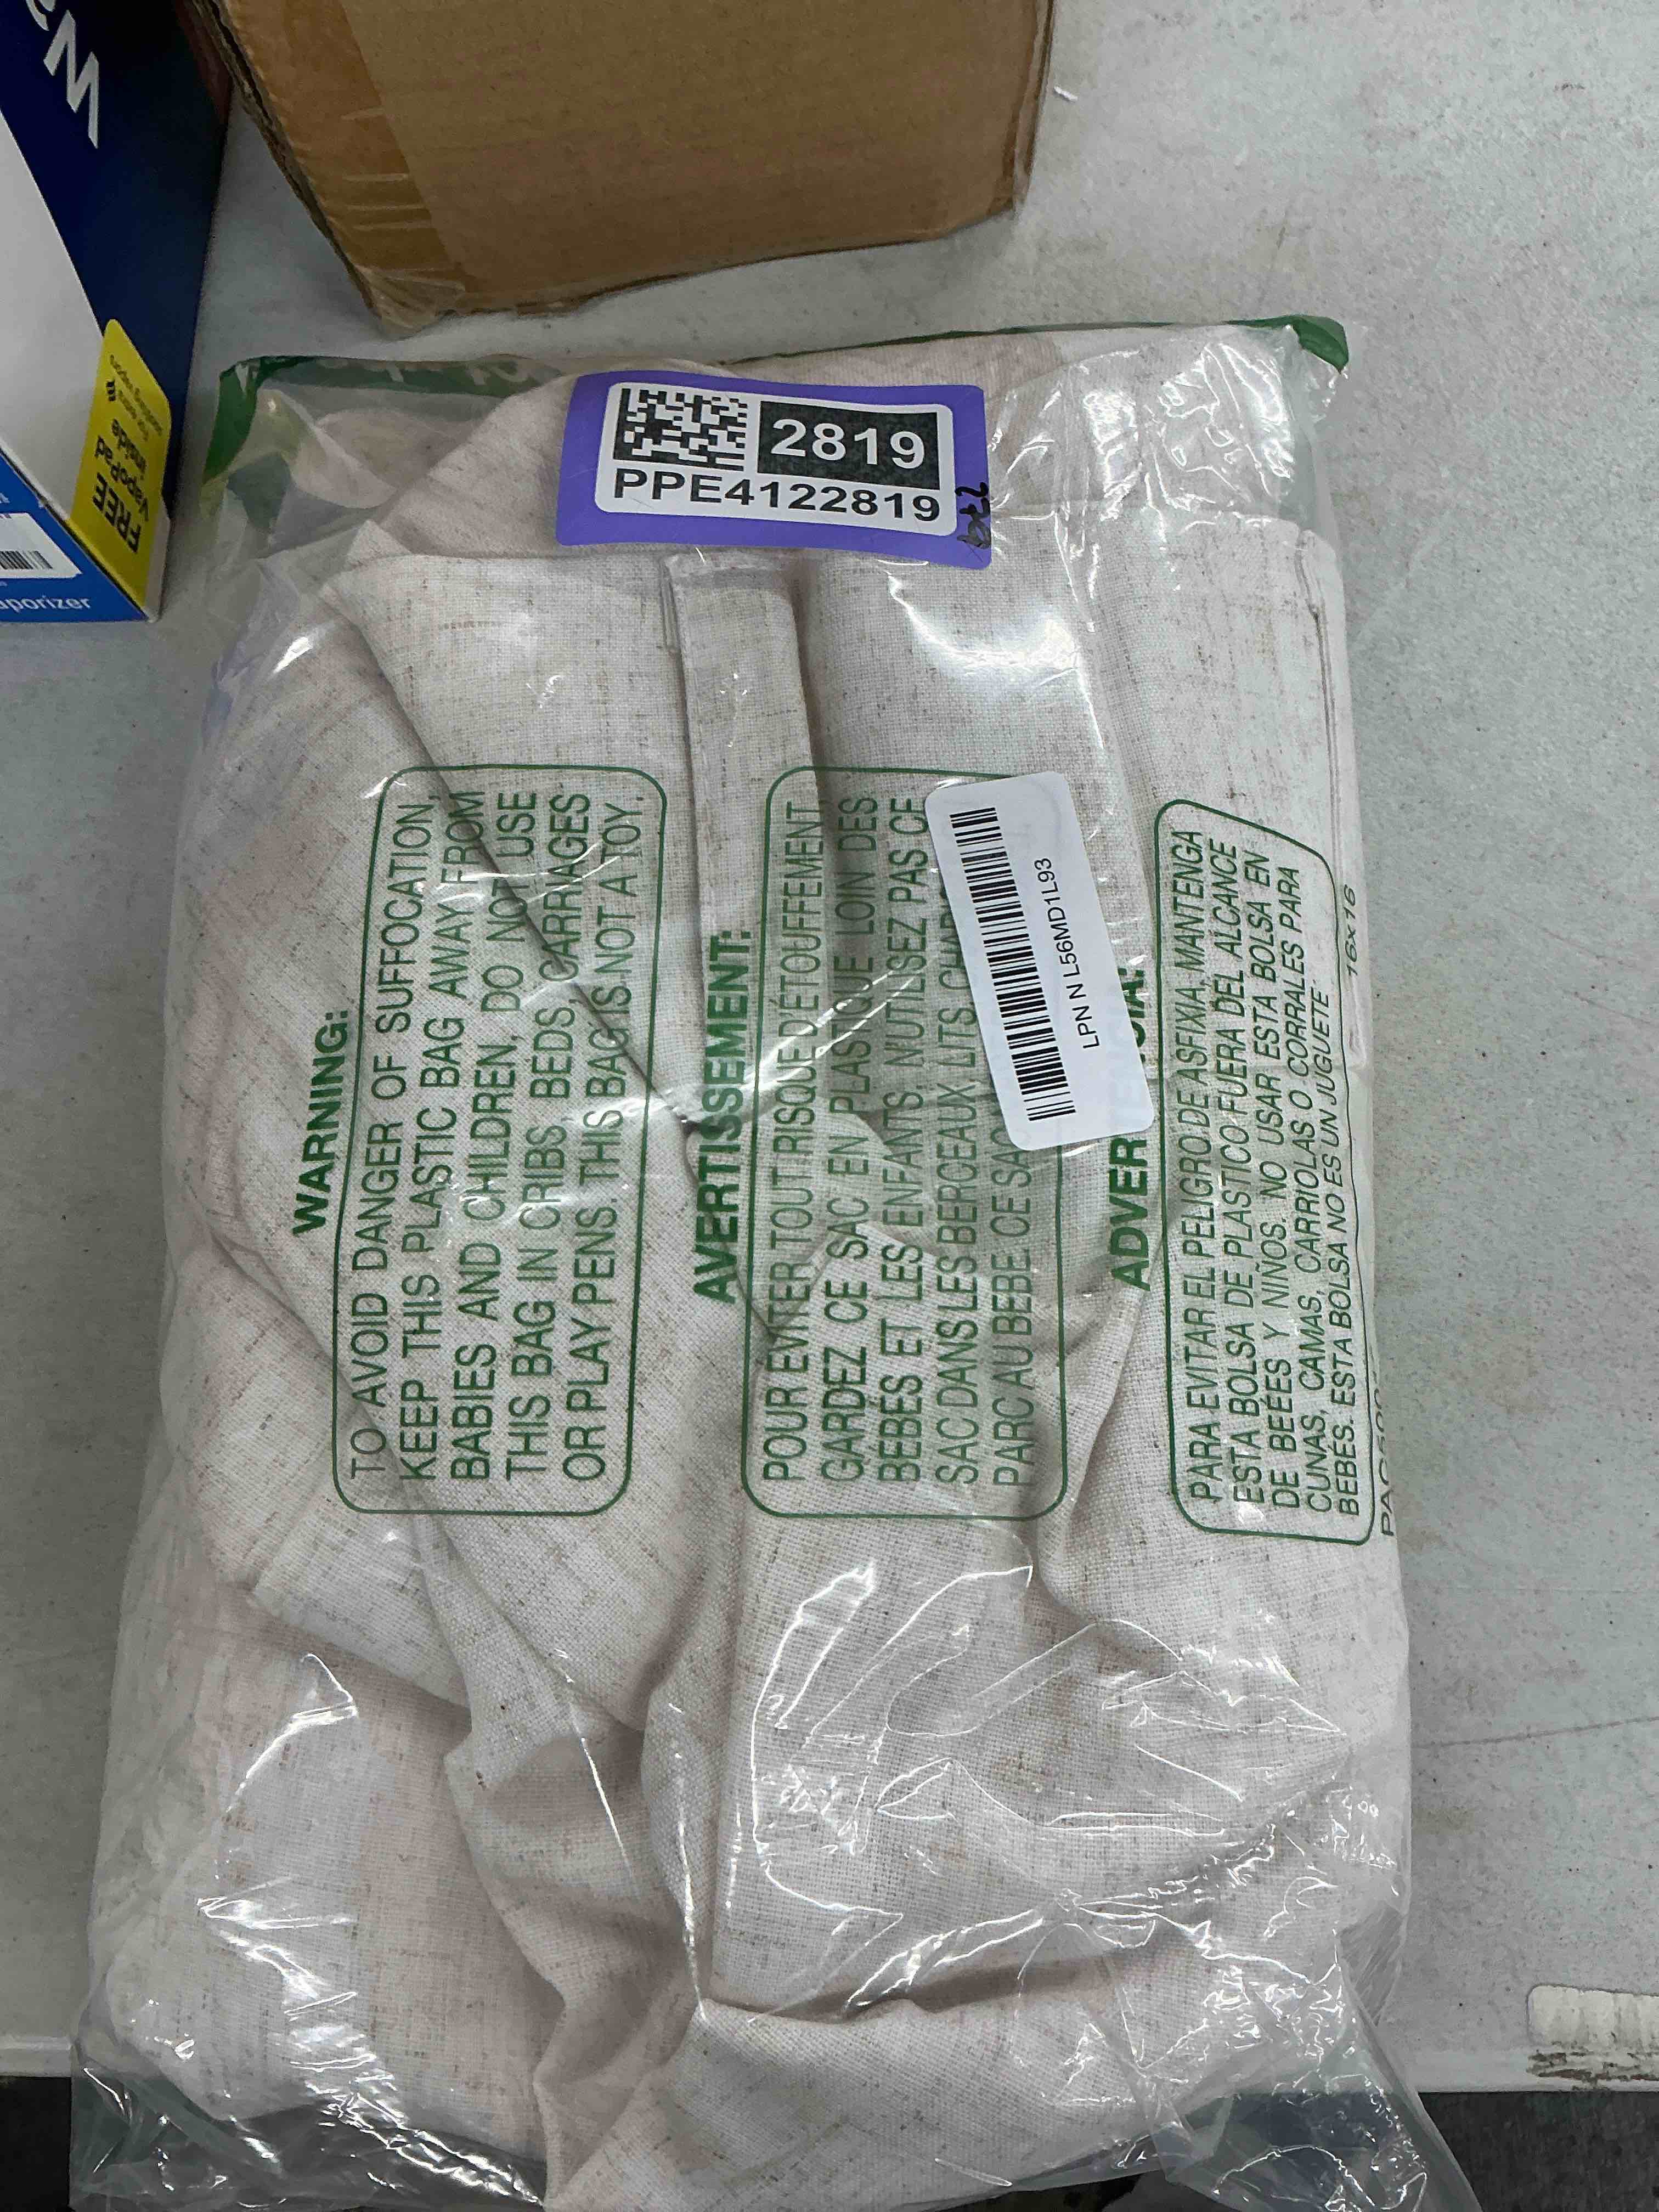 FREE
VapoPad
inside
aporizer
2819
PPE4122819
WARNING:
TO AVOID DANGER OF SUFFOCATION,
KEEP THIS PLASTIC BAG AWAY FROM
BABIES AND CHILDREN, DO NOT USE
THIS BAG IN CRIBS BEDS, CARRIAGES
OR PLAY PENS. THIS BAG IS NOT A TOY.
AVERTISSEMENT:
POUR EVITER TOUT RISQUE D'ÉTOUFFEMENT,
GARDEZ CE SAC EN PLASTIQUE LOIN DES
BEBES ET LES ENFANTS, N'UTILSEZ PAS CE
SAC DANS LES BERCEAUX LITS
PARC AU BEBE. CE SAC
LPN N L56MD1L93
PARA EVITAR EL PELIGRO DE ASFIXIA, MANTENGA
ESTA BOLSA DE PLASTICO FUERA DEL ALCANCE
DE BEÉES Y NIÑOS. NO USAR ESTA BOLSA EN
CUNAS, CAMAS, CARRIOLAS O CORRALES PARA
BEBES. ESTA BOLSA NO ES UN JUGUETE
16x16